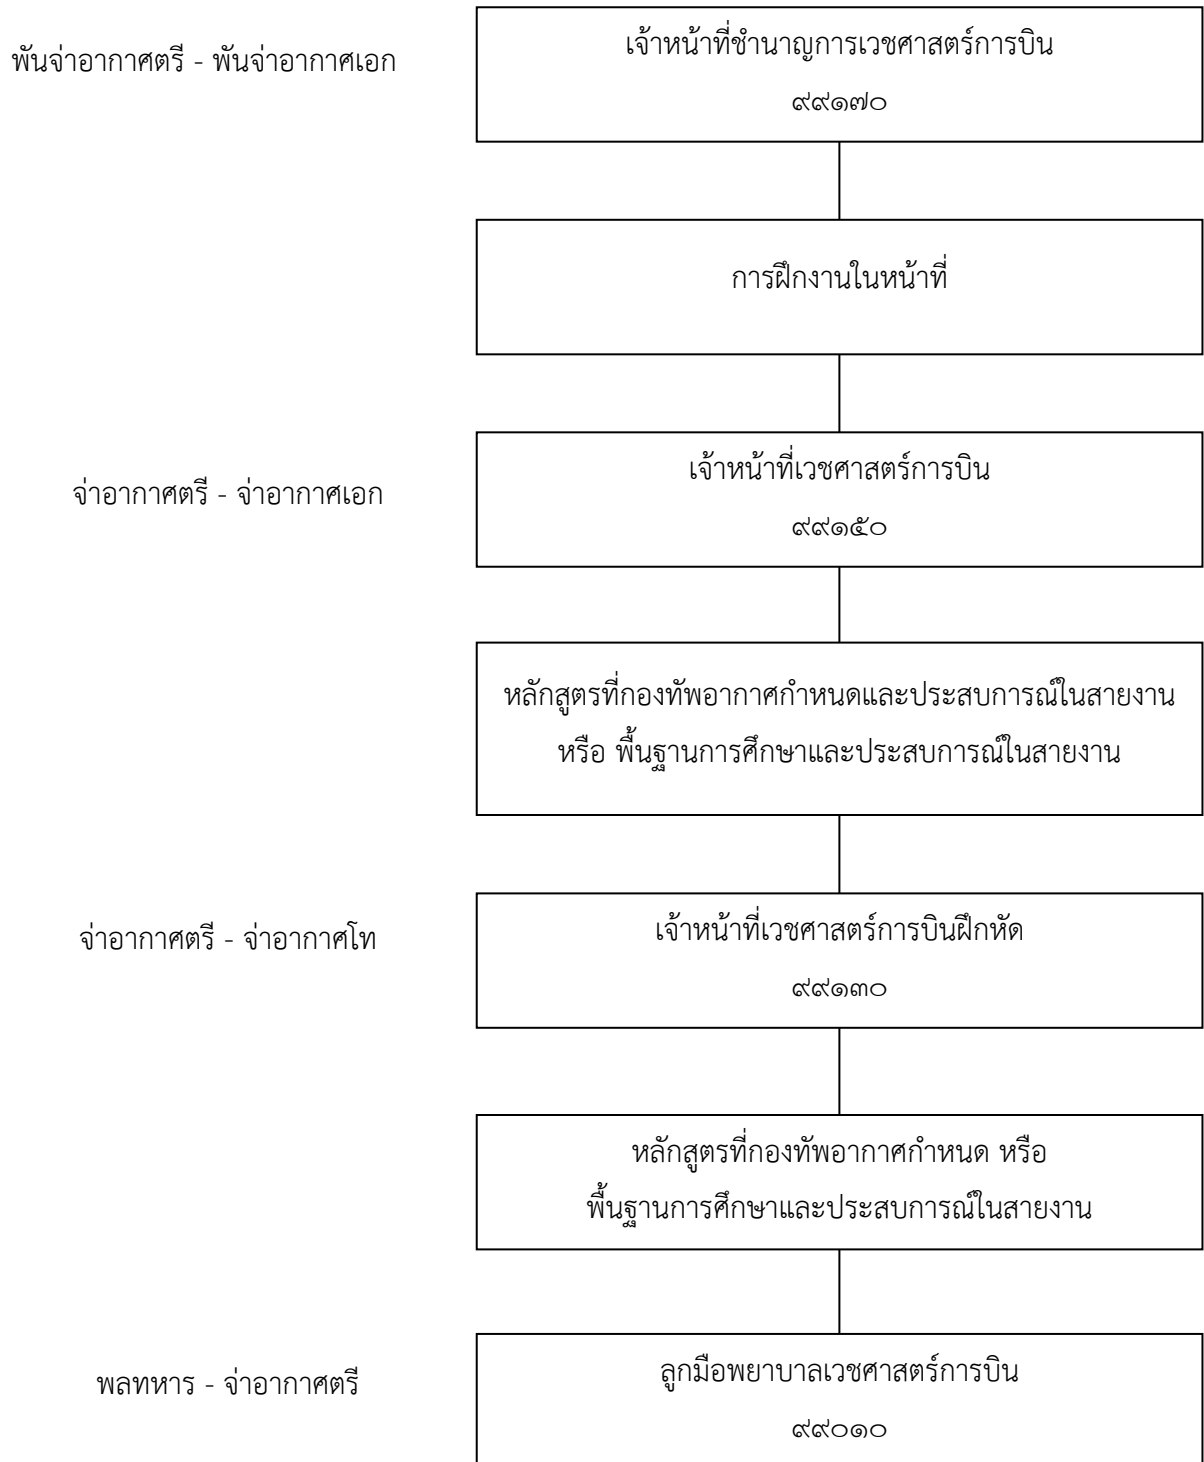 พันจ่าอากาศตรี - พันจ่าอากาศเอก
เจ้าหน้าที่ชำนาญการเวชศาสตร์การบิน
๙๙๑๗๐
การฝึกงานในหน้าที่
จ่าอากาศตรี - จ่าอากาศเอก
เจ้าหน้าที่เวชศาสตร์การบิน
๙๙๑๕๐
หลักสูตรที่กองทัพอากาศกำหนดและประสบการณ์ในสายงาน
หรือ พื้นฐานการศึกษาและประสบการณ์ในสายงาน
จ่าอากาศตรี - จ่าอากาศโท
เจ้าหน้าที่เวชศาสตร์การบินฝึกหัด
๙๙๑๓๐
หลักสูตรที่กองทัพอากาศกำหนด หรือ
พื้นฐานการศึกษาและประสบการณ์ในสายงาน
พลทหาร - จ่าอากาศตรี
ลูกมือพยาบาลเวชศาสตร์การบิน
๙๙๐๑๐